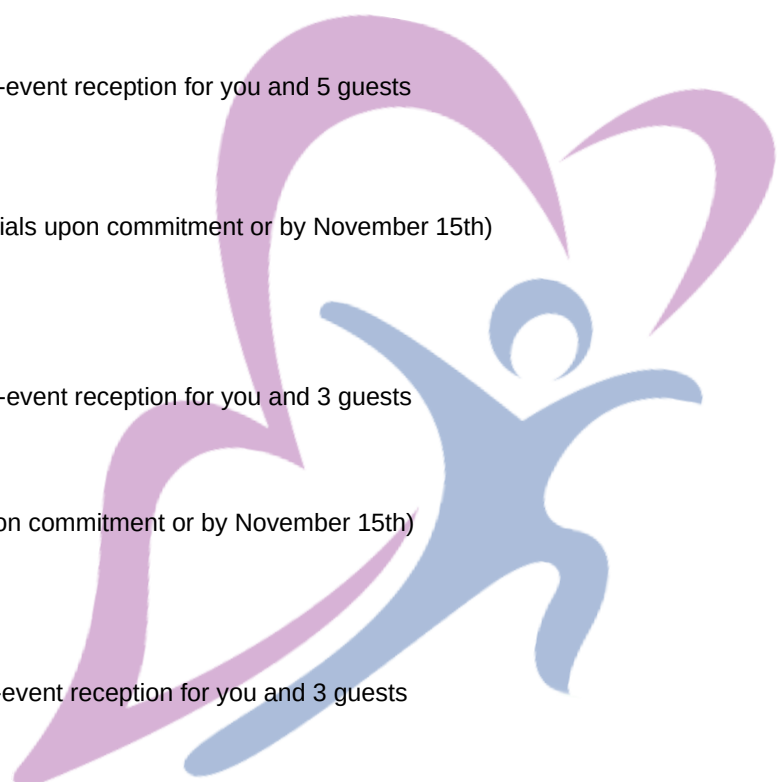 -event reception for you and 5 guests
ials upon commitment or by November 15th)
-event reception for you and 3 guests
on commitment or by November 15th)
-event reception for you and 3 guests